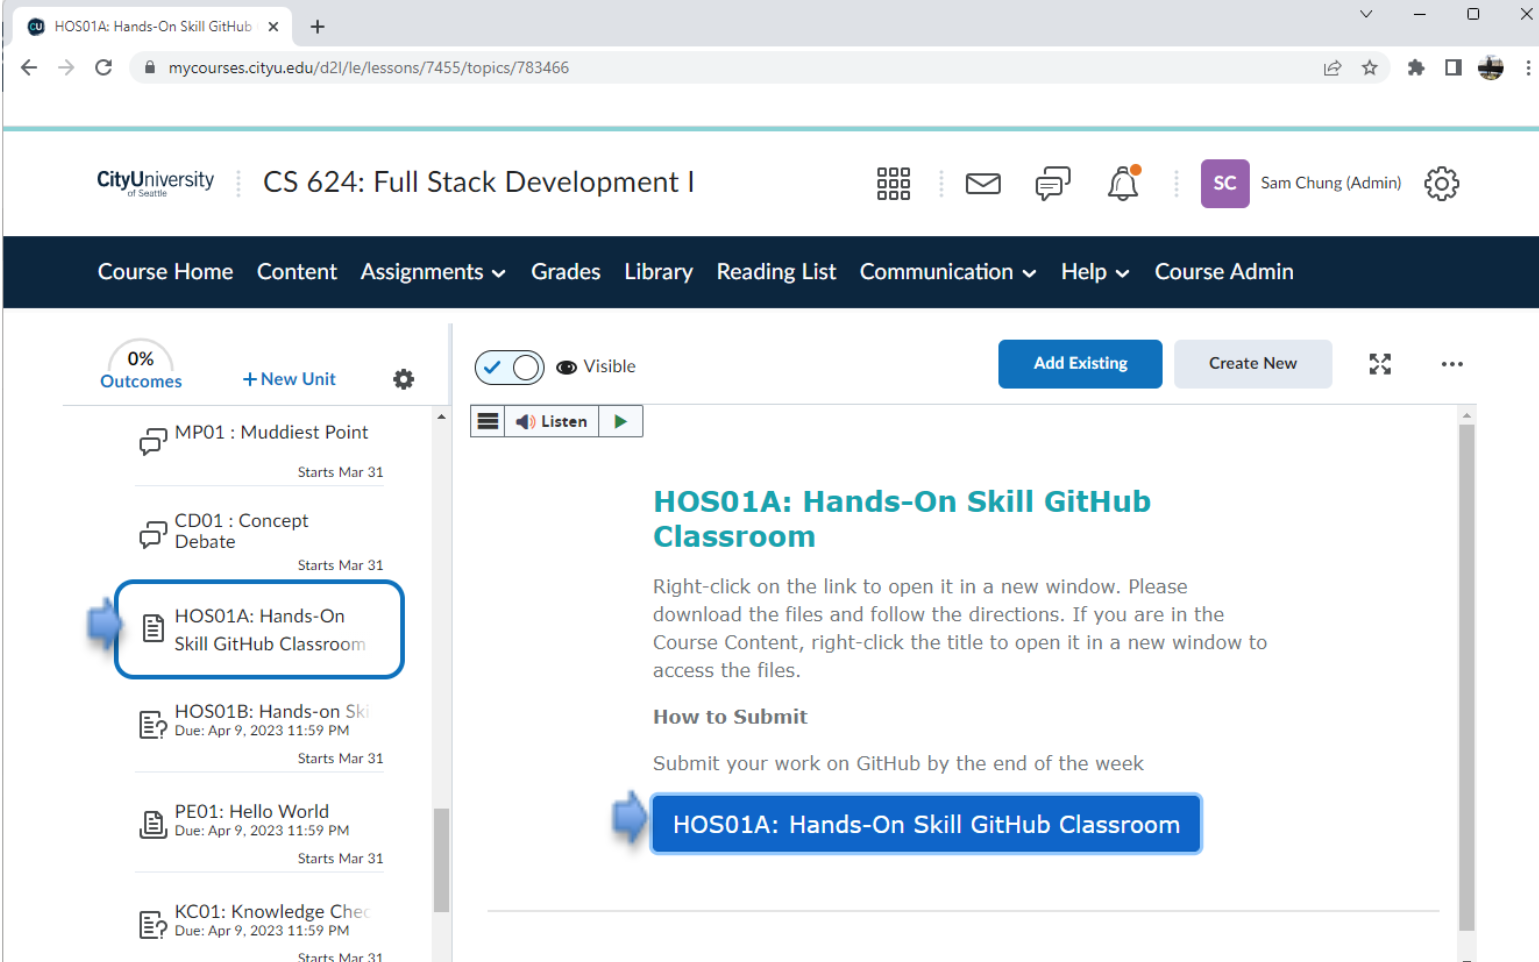 HOS01A: Hands-On Skill GitHub
mycourses.cityu.edu/d2l/le/lessons/7455/topics/783466
CityUniversity
of Seattle
CS 624: Full Stack Development I
SC
Sam Chung (Admin)
Course Home Content Assignments Grades Library Reading List Communication Help Course Admin
0%
Outcomes
+ New Unit
Visible
Add Existing
Create New
Listen
MP01 : Muddiest Point
Starts Mar 31
CD01 : Concept
Debate
Starts Mar 31
HOS01A: Hands-On
Skill GitHub Classroom
HOS01B: Hands-on Ski
Due: Apr 9, 2023 11:59 PM
Starts Mar 31
PE01: Hello World
Due: Apr 9, 2023 11:59 PM
Starts Mar 31
KC01: Knowledge Chec
Due: Apr 9, 2023 11:59 PM
Starts Mar 31
HOS01A: Hands-On Skill GitHub
Classroom
Right-click on the link to open it in a new window. Please
download the files and follow the directions. If you are in the
Course Content, right-click the title to open it in a new window to
access the files.
How to Submit
Submit your work on GitHub by the end of the week
HOS01A: Hands-On Skill GitHub Classroom